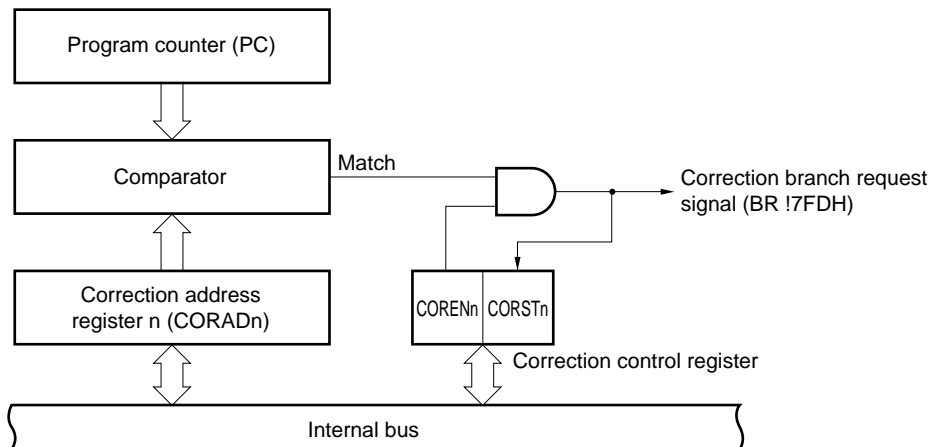 Program counter (PC)
Comparator
Match
Correction branch request
signal (BR !7FDH)
Correction address
register n (CORADn)
CORENn
CORSTn
Correction control register
Internal bus